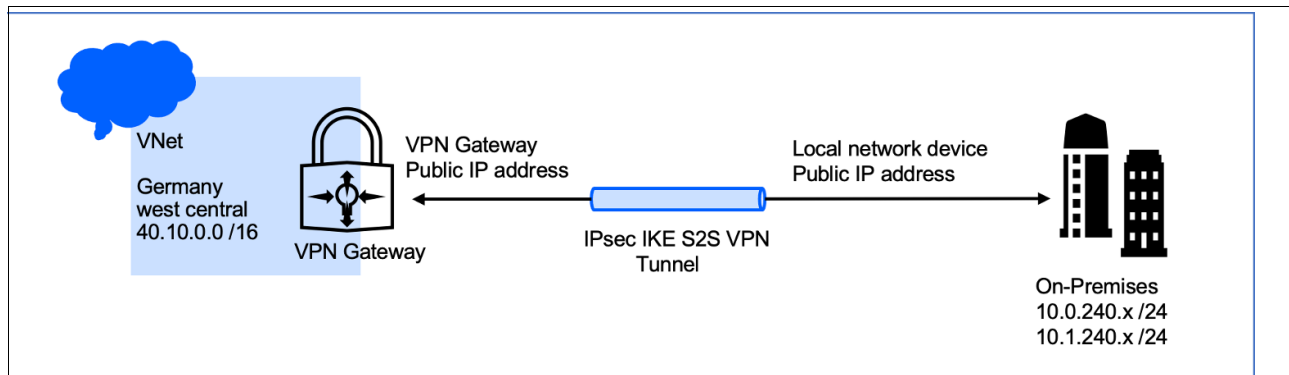 VNet
Germany
west central
40.10.0.0 /16
VPN Gateway
VPN Gateway
Public IP address
IPsec IKE S2S VPN
Tunnel
Local network device
Public IP address
On-Premises
10.0.240.x /24
10.1.240.x /24